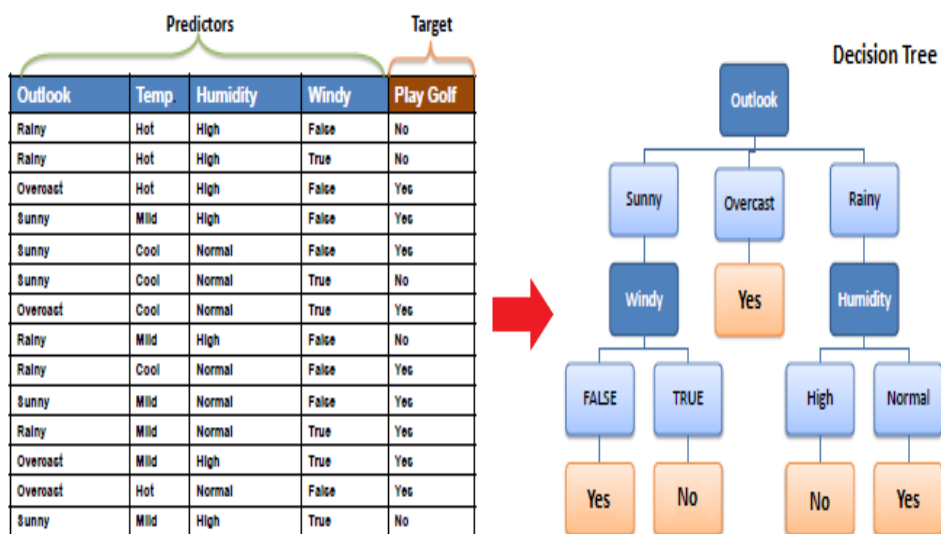 Predictors Target
Outlook Temp. Humidity Windy Play Golf
Rainy Hot High False No
Rainy Hot High True No
Overcast Hot High False Yes
Sunny Mild High False Yes
Sunny Cool Normal False Yes
Sunny Cool Normal True No
Overcast Cool Normal True Yes
Rainy Mild High False No
Rainy Cool Normal False Yes
Sunny Mild Normal False Yes
Rainy Mild Normal True Yes
Overcast Mild High True Yes
Overcast Hot Normal False Yes
Sunny Mild High True No
Decision Tree
Outlook
Sunny Overcast Rainy
Windy Yes Humidity
FALSE TRUE High Normal
Yes No No Yes